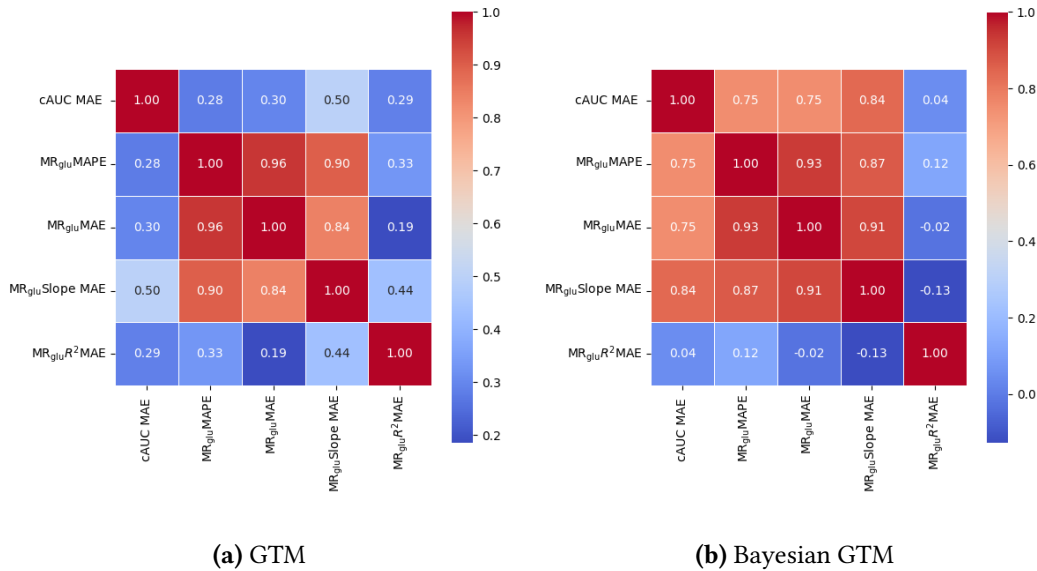 cAUC MAE 1.00 0.28 0.30 0.50 0.29
MRgluMAPE 0.28 1.00 0.96 0.90 0.33
MRgluMAE 0.30 0.96 1.00 0.84 0.19
MRgluSlope MAE 0.50 0.90 0.84 1.00 0.44
MRgluR²MAE 0.29 0.33 0.19 0.44 1.00
cAUC MAE MRgluMAPE MRgluMAE MRgluSlope MAE MRgluR²MAE
1.0
0.9
0.8
0.7
0.6
0.5
0.4
0.3
0.2
(a) GTM
cAUC MAE 1.00 0.75 0.75 0.84 0.04
MRgluMAPE 0.75 1.00 0.93 0.87 0.12
MRgluMAE 0.75 0.93 1.00 0.91 -0.02
MRgluSlope MAE 0.84 0.87 0.91 1.00 -0.13
MRgluR²MAE 0.04 0.12 -0.02 -0.13 1.00
cAUC MAE MRgluMAPE MRgluMAE MRgluSlope MAE MRgluR²MAE
1.0
0.8
0.6
0.4
0.2
0.0
(b) Bayesian GTM